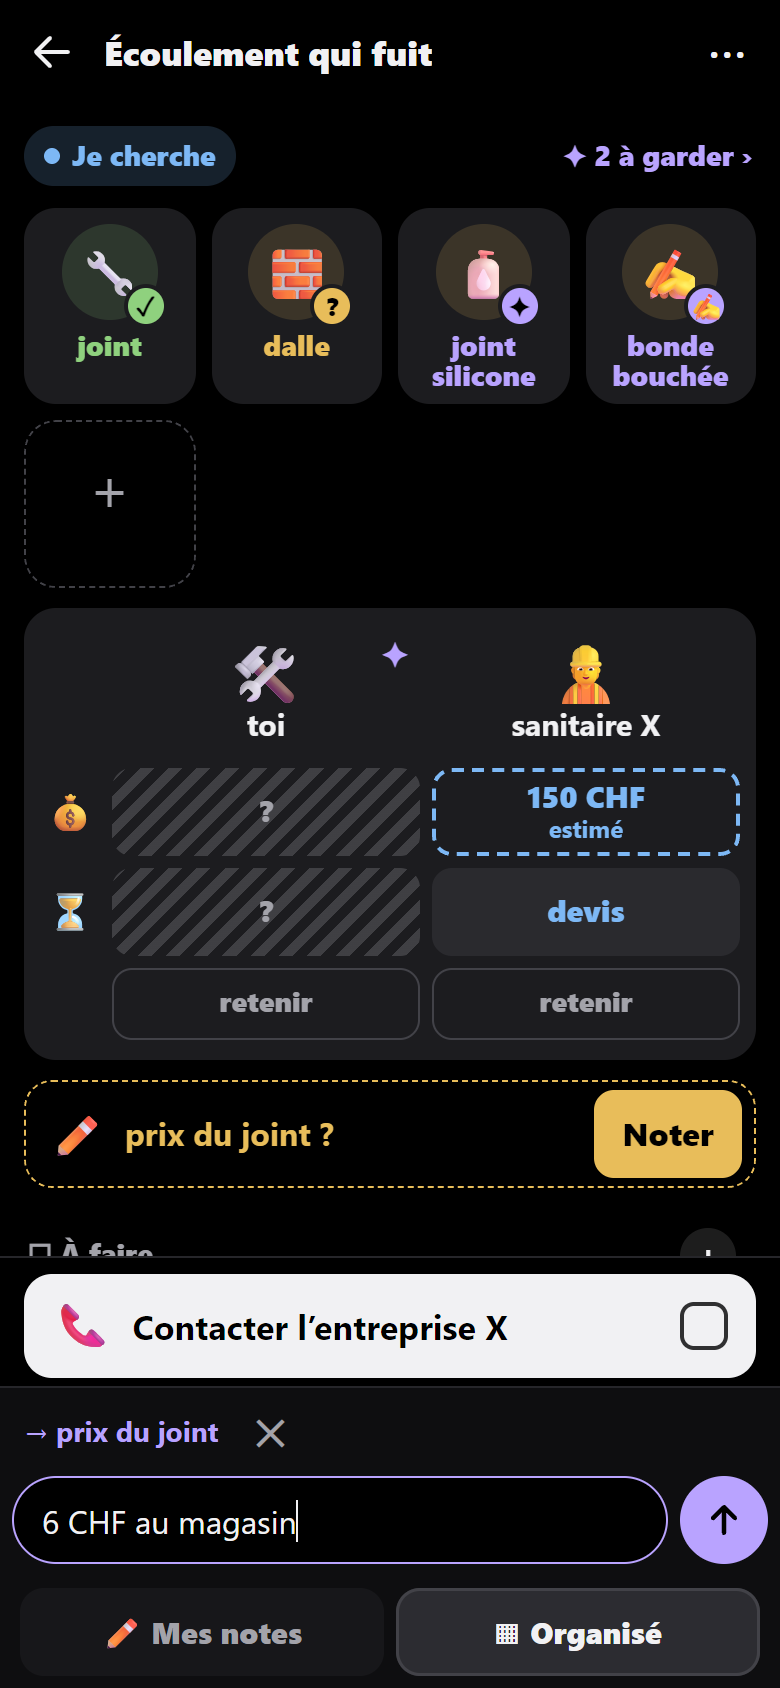 Écoulement qui fuit
Je cherche
2 à garder ›
joint
dalle
?
joint
silicone
bonde
bouchée
+
toi
sanitaire X
?
150 CHF
estimé
?
devis
retenir
retenir
prix du joint ?
Noter
À faire
+
Contacter l’entreprise X
→ prix du joint
6 CHF au magasin
Mes notes
Organisé